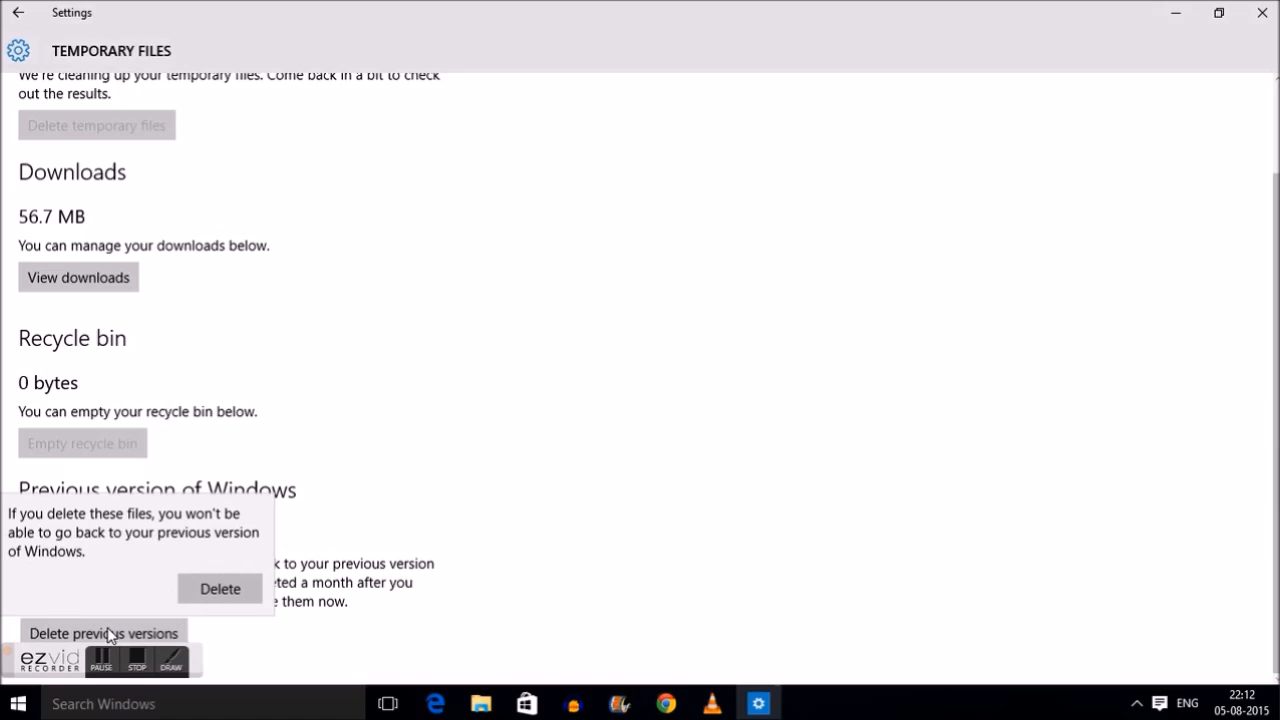 Settings
TEMPORARY FILES
We're cleaning up your temporary files. Come back in a bit to check
out the results.
Delete temporary files
Downloads
56.7 MB
You can manage your downloads below.
View downloads
Recycle bin
0 bytes
You can empty your recycle bin below.
Empty recycle bin
Previous version of Windows
If you delete these files, you won't be
able to go back to your previous version
of Windows.
Delete
to your previous version
a month after you
them now.
Delete previous versions
ezvid
RECORDER
PAUSE
STOP
DRAW
Search Windows
ENG
22:12
05-08-2015